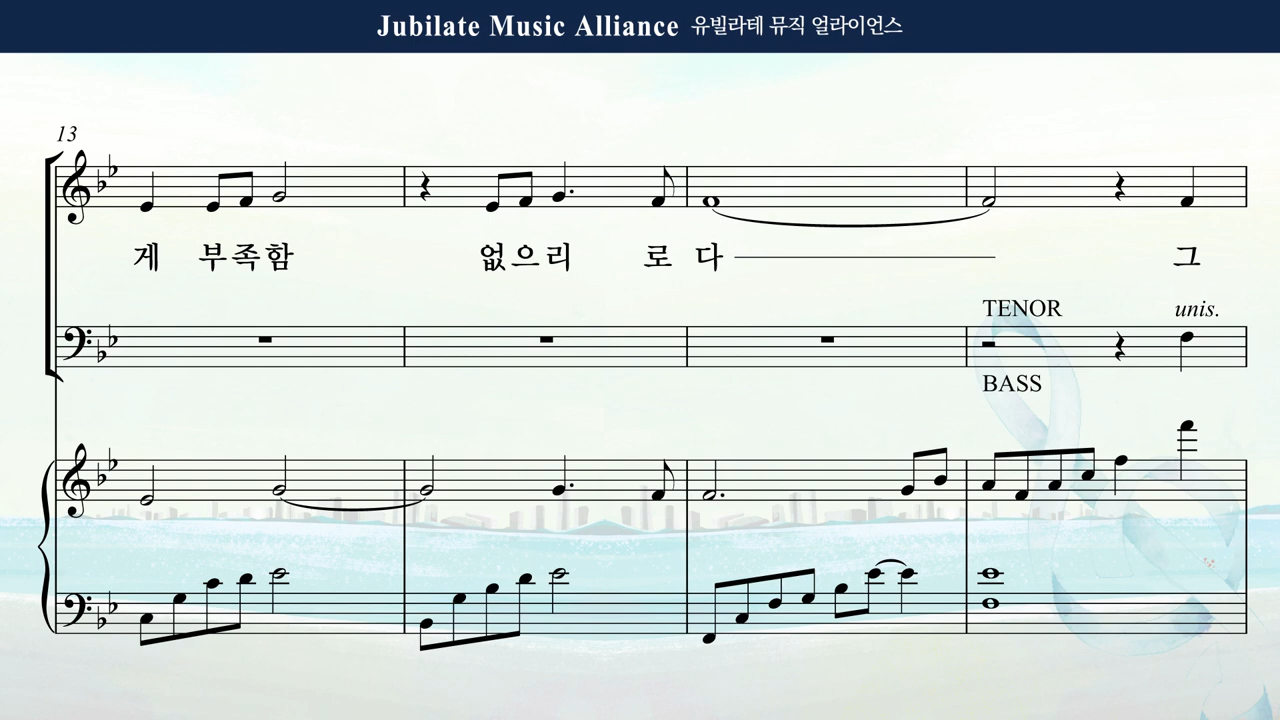 Jubilate Music Alliance 유빌라테 뮤직 얼라이언스
13
게 부족함 없으리 로 다 그
TENOR unis.
BASS